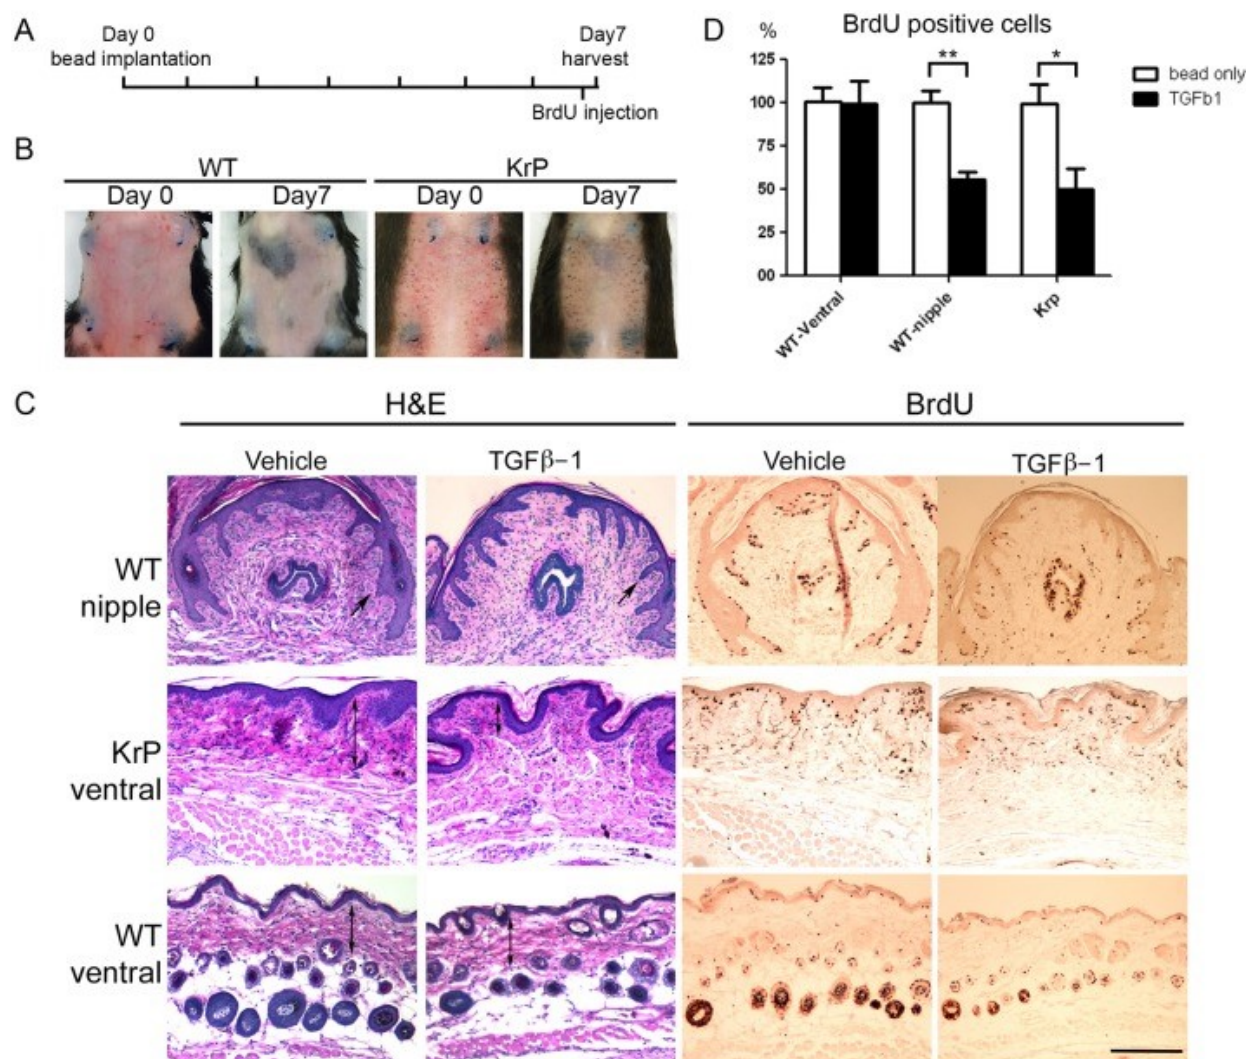 A
Day 0
bead implantation
Day7
harvest
BrdU injection
B
WT
KrP
Day 0
Day7
Day 0
Day7
D
%
BrdU positive cells
125
100
75
50
25
00
**
*
bead only
TGFb1
WT-Ventral
WT-nipple
Krp
C
H&E
BrdU
Vehicle
TGFβ–1
Vehicle
TGFβ–1
WT
nipple
KrP
ventral
WT
ventral